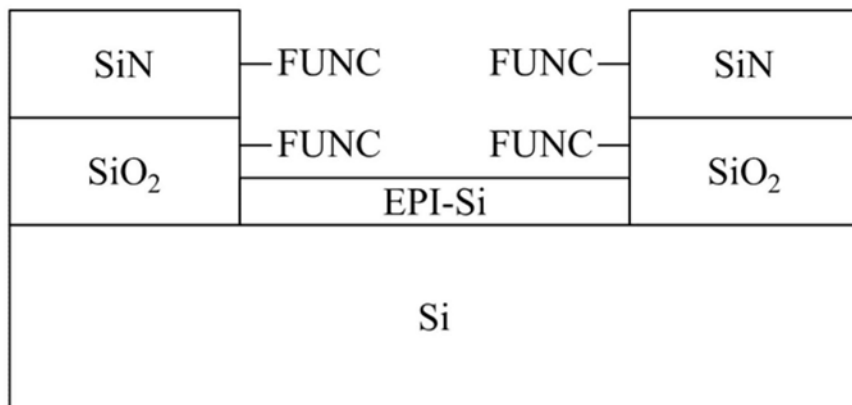 SiN FUNC FUNC SiN
SiO₂ FUNC FUNC SiO₂
EPI-Si
Si